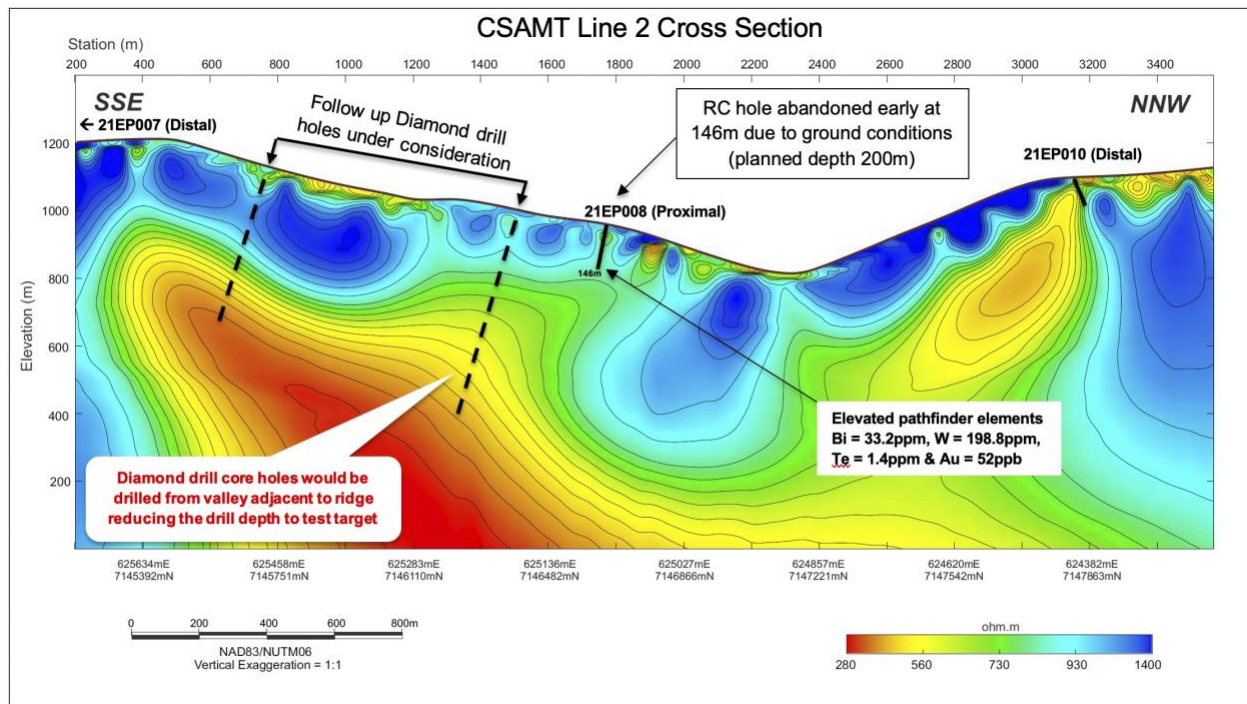 CSAMT Line 2 Cross Section
Station (m)
200 400 600 800 1000 1200 1400 1500 1600 1800 2000 2200 2400 2600 2800 3000 3200 3400
SSE
NNW
← 21EP007 (Distal)
Follow up Diamond drill
holes under consideration
RC hole abandoned early at
146m due to ground conditions
(planned depth 200m)
21EP010 (Distal)
21EP008 (Proximal)
146m
Elevation (m)
1200
1000
800
600
400
200
Elevated pathfinder elements
Bi = 33.2ppm, W = 198.8ppm,
Te = 1.4ppm & Au = 52ppb
Diamond drill core holes would be
drilled from valley adjacent to ridge
reducing the drill depth to test target
625634mE
7145392mN
625458mE
7145751mN
625283mE
7146110mN
625136mE
7146482mN
625027mE
7146866mN
624857mE
7147221mN
624620mE
7147542mN
624382mE
7147863mN
0 200 400 600 800m
NAD83/NUTM06
Vertical Exaggeration = 1:1
ohm.m
280 560 730 930 1400